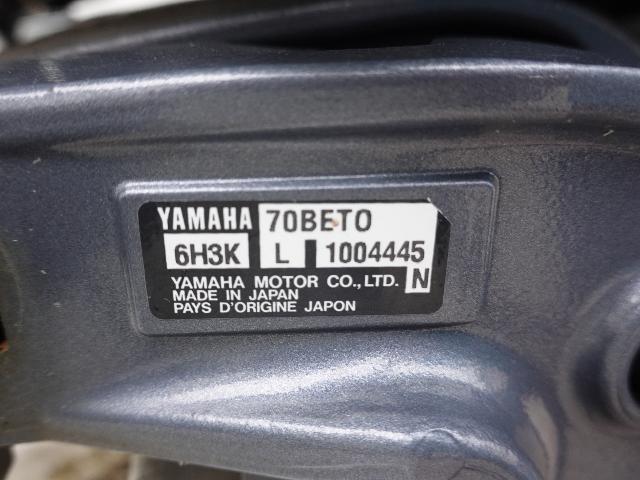 YAMAHA 70BETO
6H3K L 1004445
YAMAHA MOTOR CO.,LTD. N
MADE IN JAPAN
PAYS D'ORIGINE JAPON